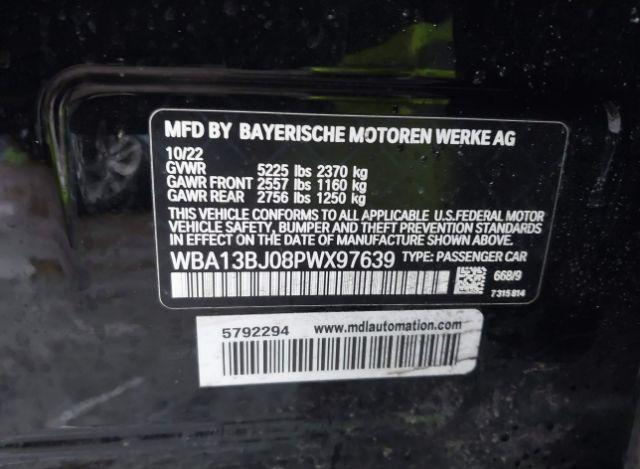 MFD BY BAYERISCHE MOTOREN WERKE AG
10/22
GVWR 5225 lbs 2370 kg
GAWR FRONT 2557 lbs 1160 kg
GAWR REAR 2756 lbs 1250 kg
THIS VEHICLE CONFORMS TO ALL APPLICABLE U.S.FEDERAL MOTOR
VEHICLE SAFETY, BUMPER AND THEFT PREVENTION STANDARDS
IN EFFECT ON THE DATE OF MANUFACTURE SHOWN ABOVE.
WBA13BJ08PWX97639 TYPE: PASSENGER CAR
668/9
7315814
5792294 www.mdlautomation.com